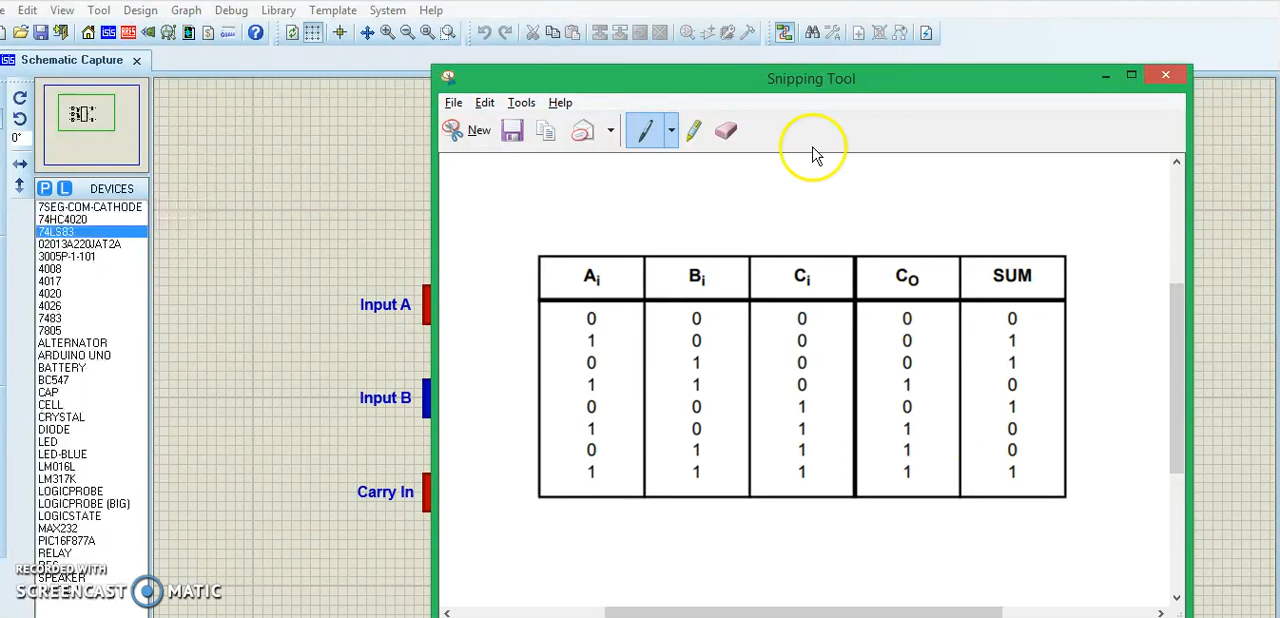 Edit View Tool Design Graph Debug Library Template System Help
Schematic Capture
Snipping Tool
File Edit Tools Help
New
0°
P L DEVICES
7SEG-COM-CATHODE
74HC4020
74LS83
02013A220JAT2A
3005P-1-101
4008
4017
4020
4026
7483
7805
ALTERNATOR
ARDUINO UNO
BATTERY
BC547
CAP
CELL
CRYSTAL
DIODE
LED
LED-BLUE
LM016L
LM317K
LOGICPROBE
LOGICPROBE (BIG)
LOGICSTATE
MAX232
PIC16F877A
RELAY
SPEAKER
Input A
Input B
Carry In
Ai Bi Ci CO SUM
0 0 0 0 0
1 0 0 0 1
0 1 0 0 1
1 1 0 1 0
0 0 1 0 1
1 0 1 1 0
0 1 1 1 0
1 1 1 1 1
RECORDED WITH
SCREENCAST MATIC